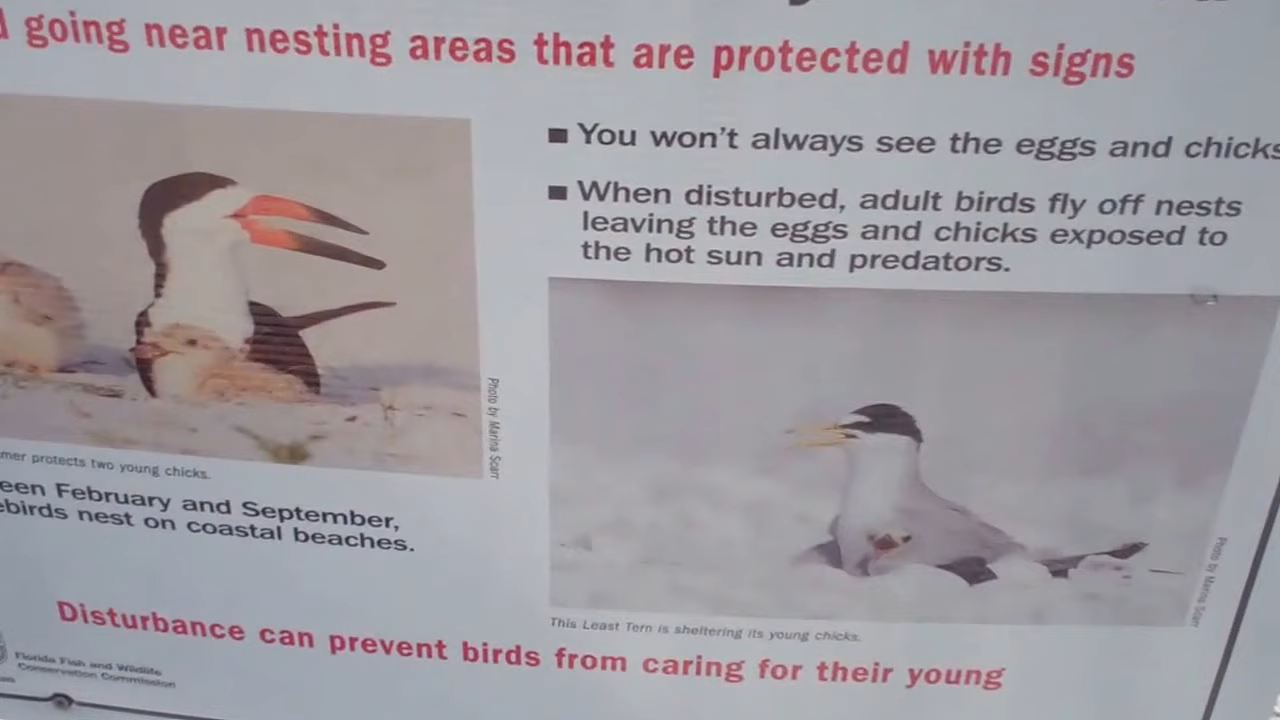 going near nesting areas that are protected with signs
■ You won't always see the eggs and chicks
■ When disturbed, adult birds fly off nests
leaving the eggs and chicks exposed to
the hot sun and predators.
Photo by Marina Scarr
mer protects two young chicks.
een February and September,
ebirds nest on coastal beaches.
Photo by Marina Scarr
This Least Tern is sheltering its young chicks.
Disturbance can prevent birds from caring for their young
Florida Fish and Wildlife
Conservation Commission